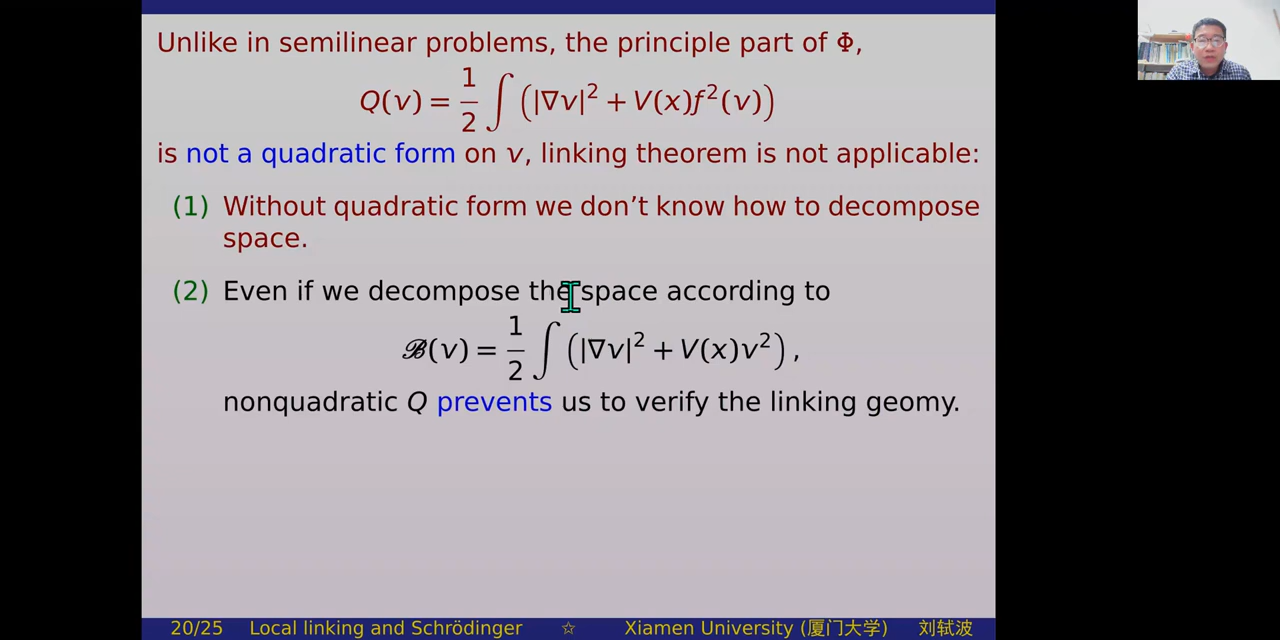 Unlike in semilinear problems, the principle part of Φ,
Q(v) = 1/2 ∫ (|∇v|² + V(x)f²(v))
is not a quadratic form on v, linking theorem is not applicable:
(1) Without quadratic form we don't know how to decompose
space.
(2) Even if we decompose the space according to
ℬ(v) = 1/2 ∫ (|∇v|² + V(x)v²) ,
nonquadratic Q prevents us to verify the linking geomy.
20/25 Local linking and Schrödinger ☆ Xiamen University (厦门大学) 刘轼波